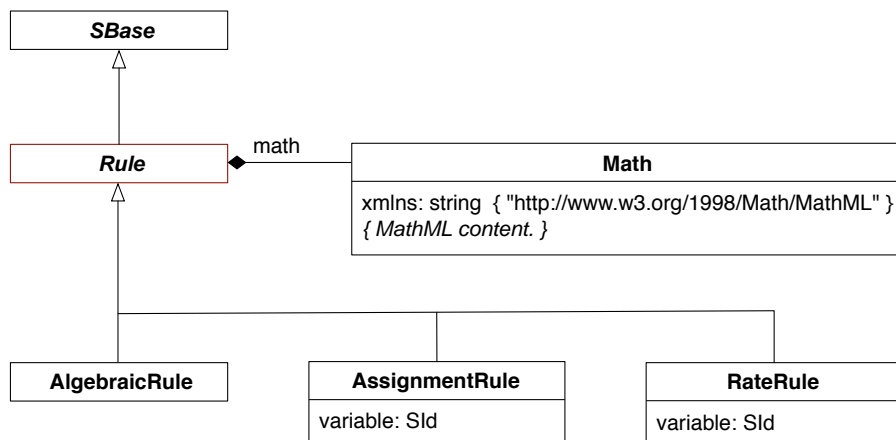 SBase
Rule
math
Math
xmlns: string { "http://www.w3.org/1998/Math/MathML" }
{ MathML content. }
AlgebraicRule
AssignmentRule
variable: SId
RateRule
variable: SId